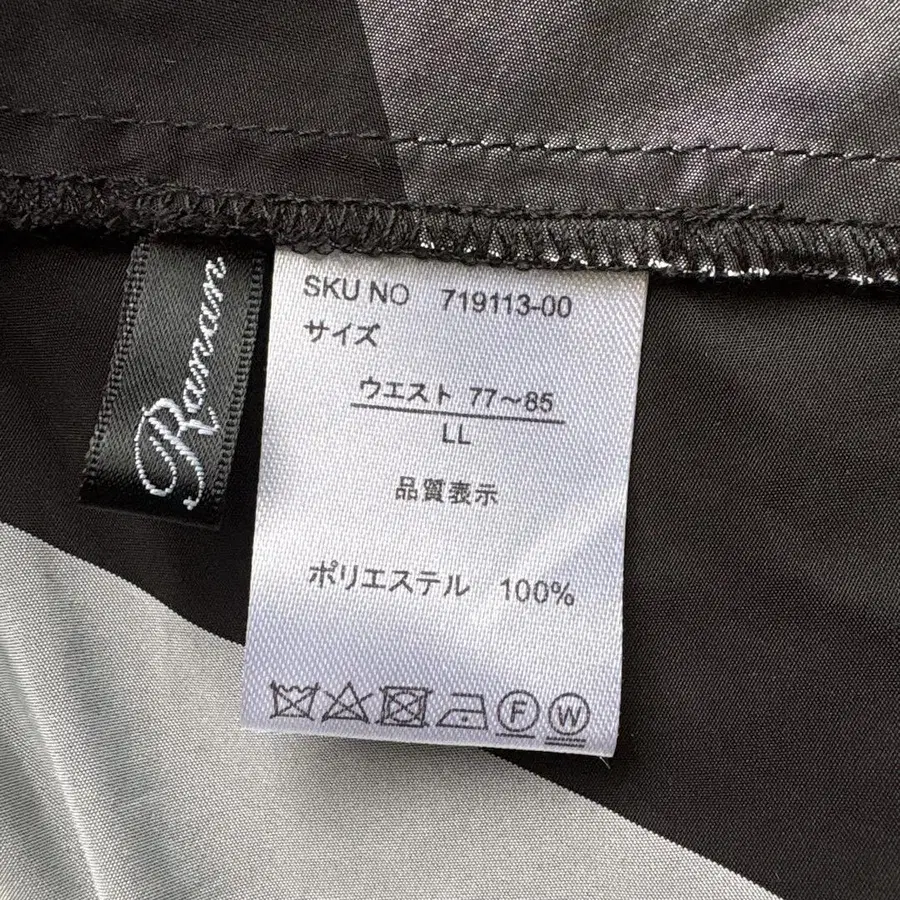 Ranan
SKU NO 719113-00
サイズ
ウエスト 77～85
LL
品質表示
ポリエステル 100%
F W